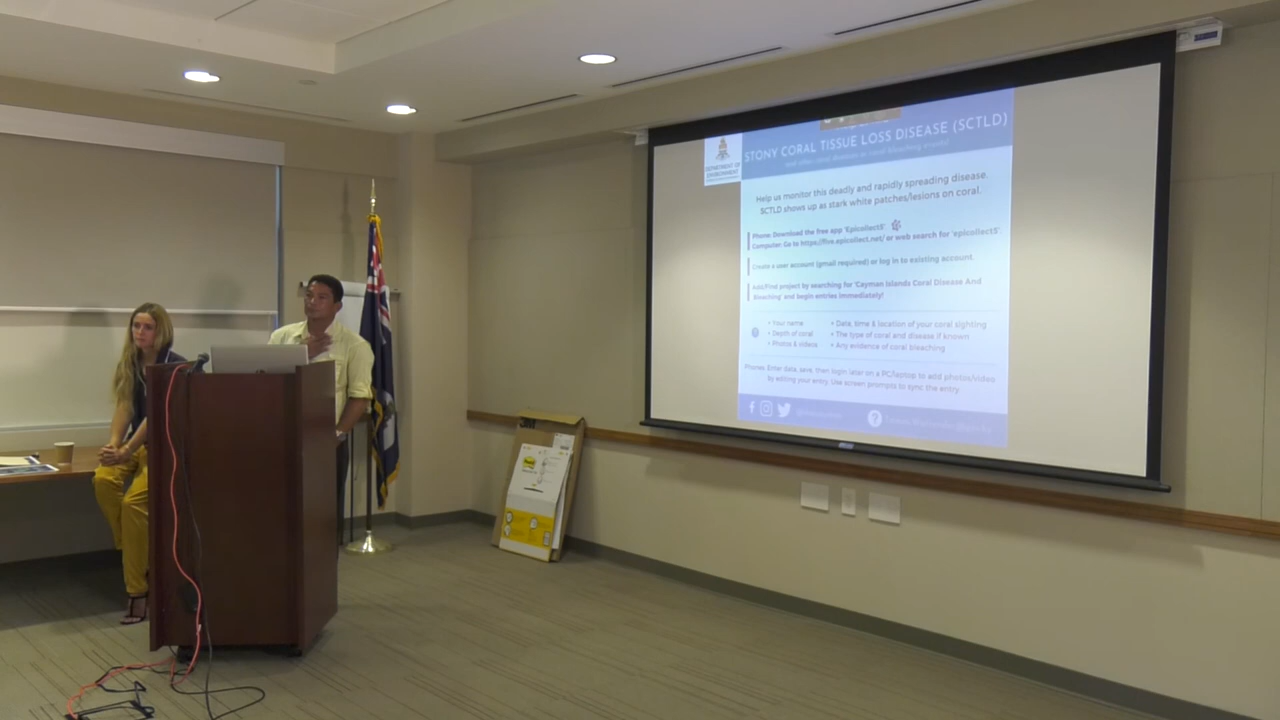 DEPARTMENT OF
ENVIRONMENT
STONY CORAL TISSUE LOSS DISEASE (SCTLD)
and other coral diseases or coral bleaching events!
Help us monitor this deadly and rapidly spreading disease.
SCTLD shows up as stark white patches/lesions on coral.
Phone: Download the free app 'Epicollect5'.
Computer: Go to https://five.epicollect.net/ or web search for 'epicollect5'.
Create a user account (gmail required) or log in to existing account.
Add/Find project by searching for 'Cayman Islands Coral Disease And
Bleaching' and begin entries immediately!
• Your name
• Depth of coral
• Photos & videos
• Date, time & location of your coral sighting
• The type of coral and disease if known
• Any evidence of coral bleaching
Phones: Enter data, save, then login later on a PC/laptop to add photos/video
by editing your entry. Use screen prompts to sync the entry
?
3M